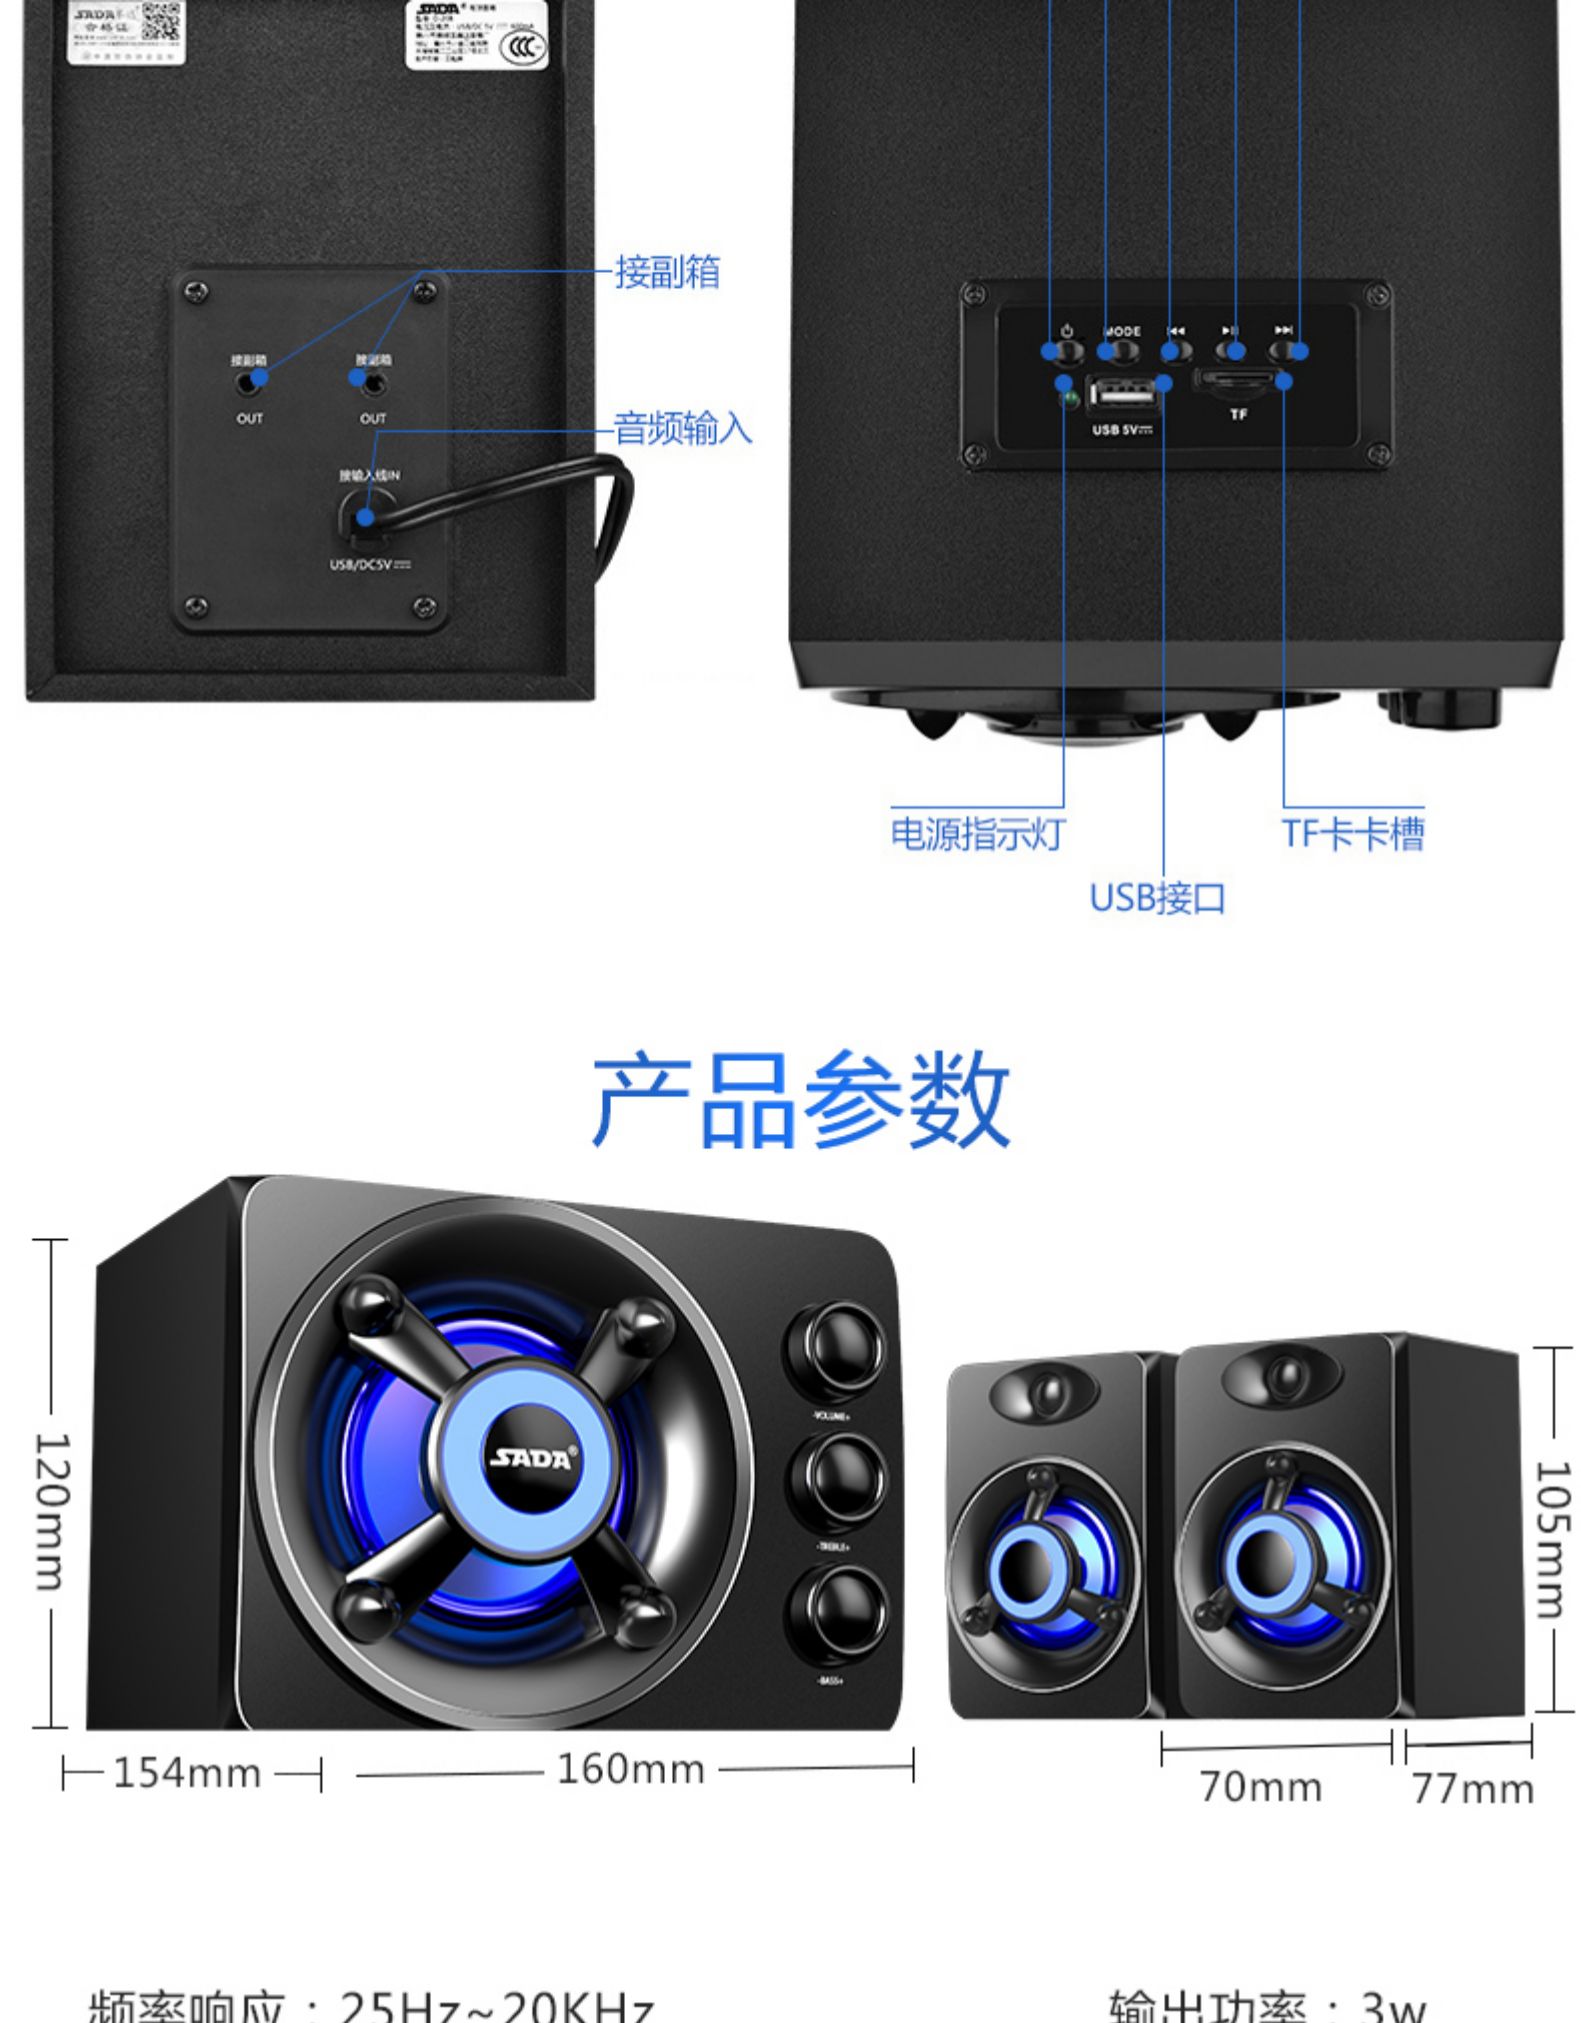 SADA
合格证
SADA
接副箱
接副箱
接副箱
OUT
OUT
音频输入
接输入线IN
USB/DC5V
MODE
USB 5V
TF
电源指示灯
TF卡卡槽
USB接口
产品参数
120mm
SADA®
-VOLUME+
-TREBLE+
-BASS+
105mm
154mm
160mm
70mm
77mm
频率响应：25Hz~20KHz
输出功率：3w